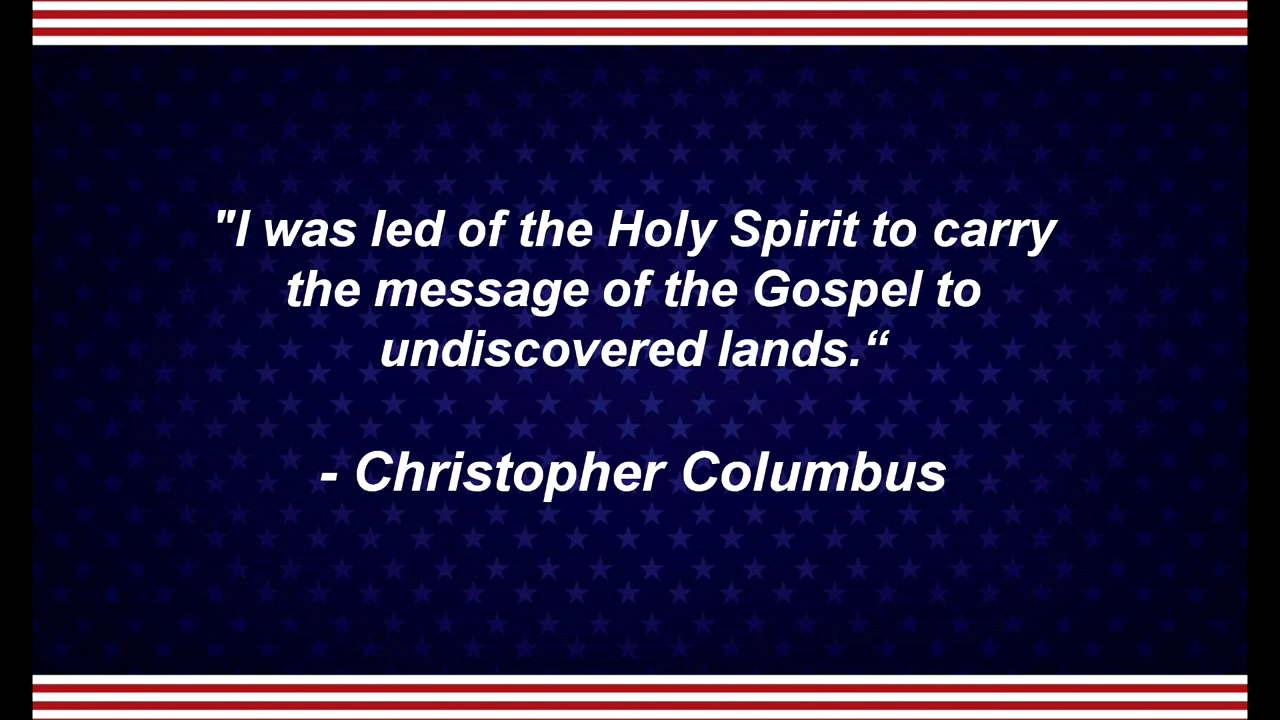 "I was led of the Holy Spirit to carry
the message of the Gospel to
undiscovered lands.“
- Christopher Columbus